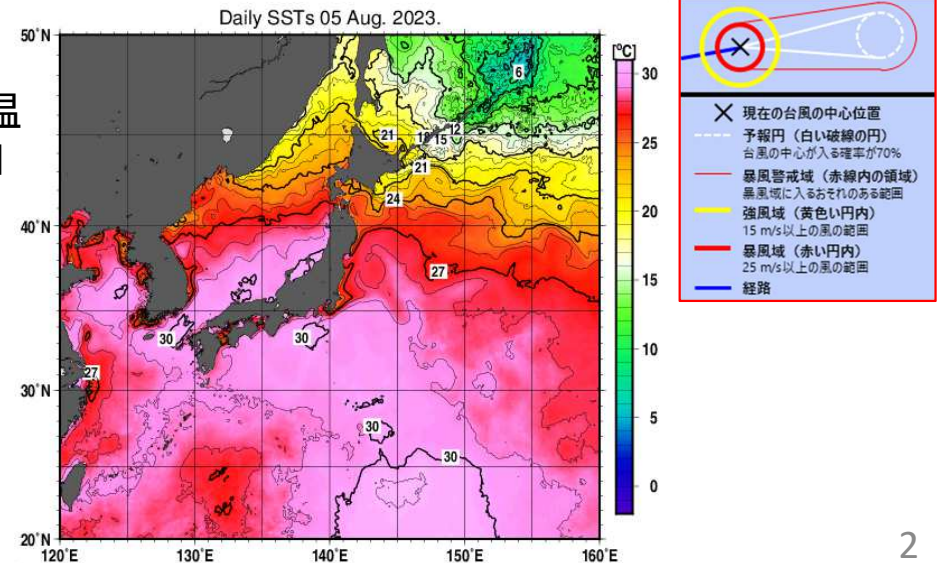 温
Daily SSTs 05 Aug. 2023.
50°N
[°C]
30
6
25
21
18
15
12
21
24
20
40°N
27
15
30
30
10
27
30°N
5
30
30
0
20°N
120°E
130°E
140°E
150°E
160°E
現在の台風の中心位置
予報円（白い破線の円）
台風の中心が入る確率が70%
暴風警戒域（赤線内の領域）
暴風域に入るおそれのある範囲
強風域（黄色い円内）
15 m/s以上の風の範囲
暴風域（赤い円内）
25 m/s以上の風の範囲
経路
2